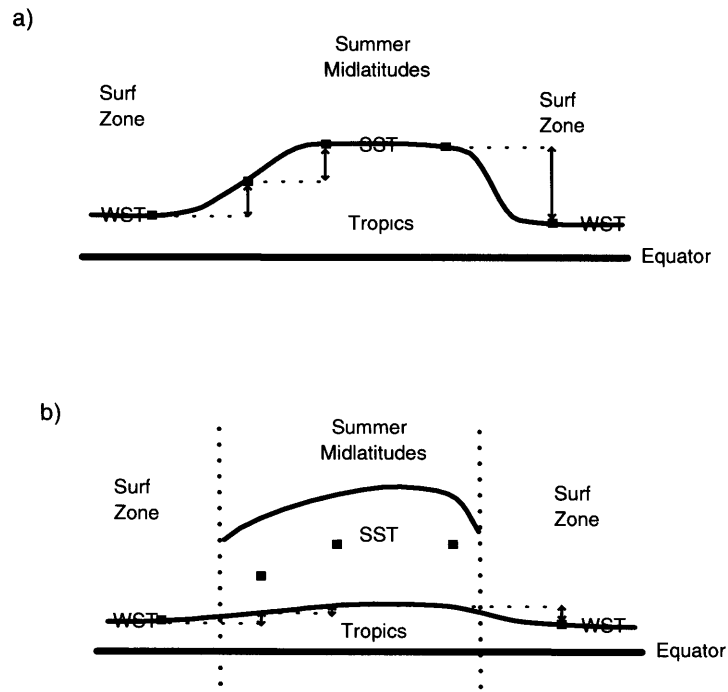 a)
Summer
Midlatitudes
Surf
Zone
Surf
Zone
SST
WST
Tropics
WST
Equator
b)
Summer
Midlatitudes
Surf
Zone
Surf
Zone
SST
WST
Tropics
WST
Equator